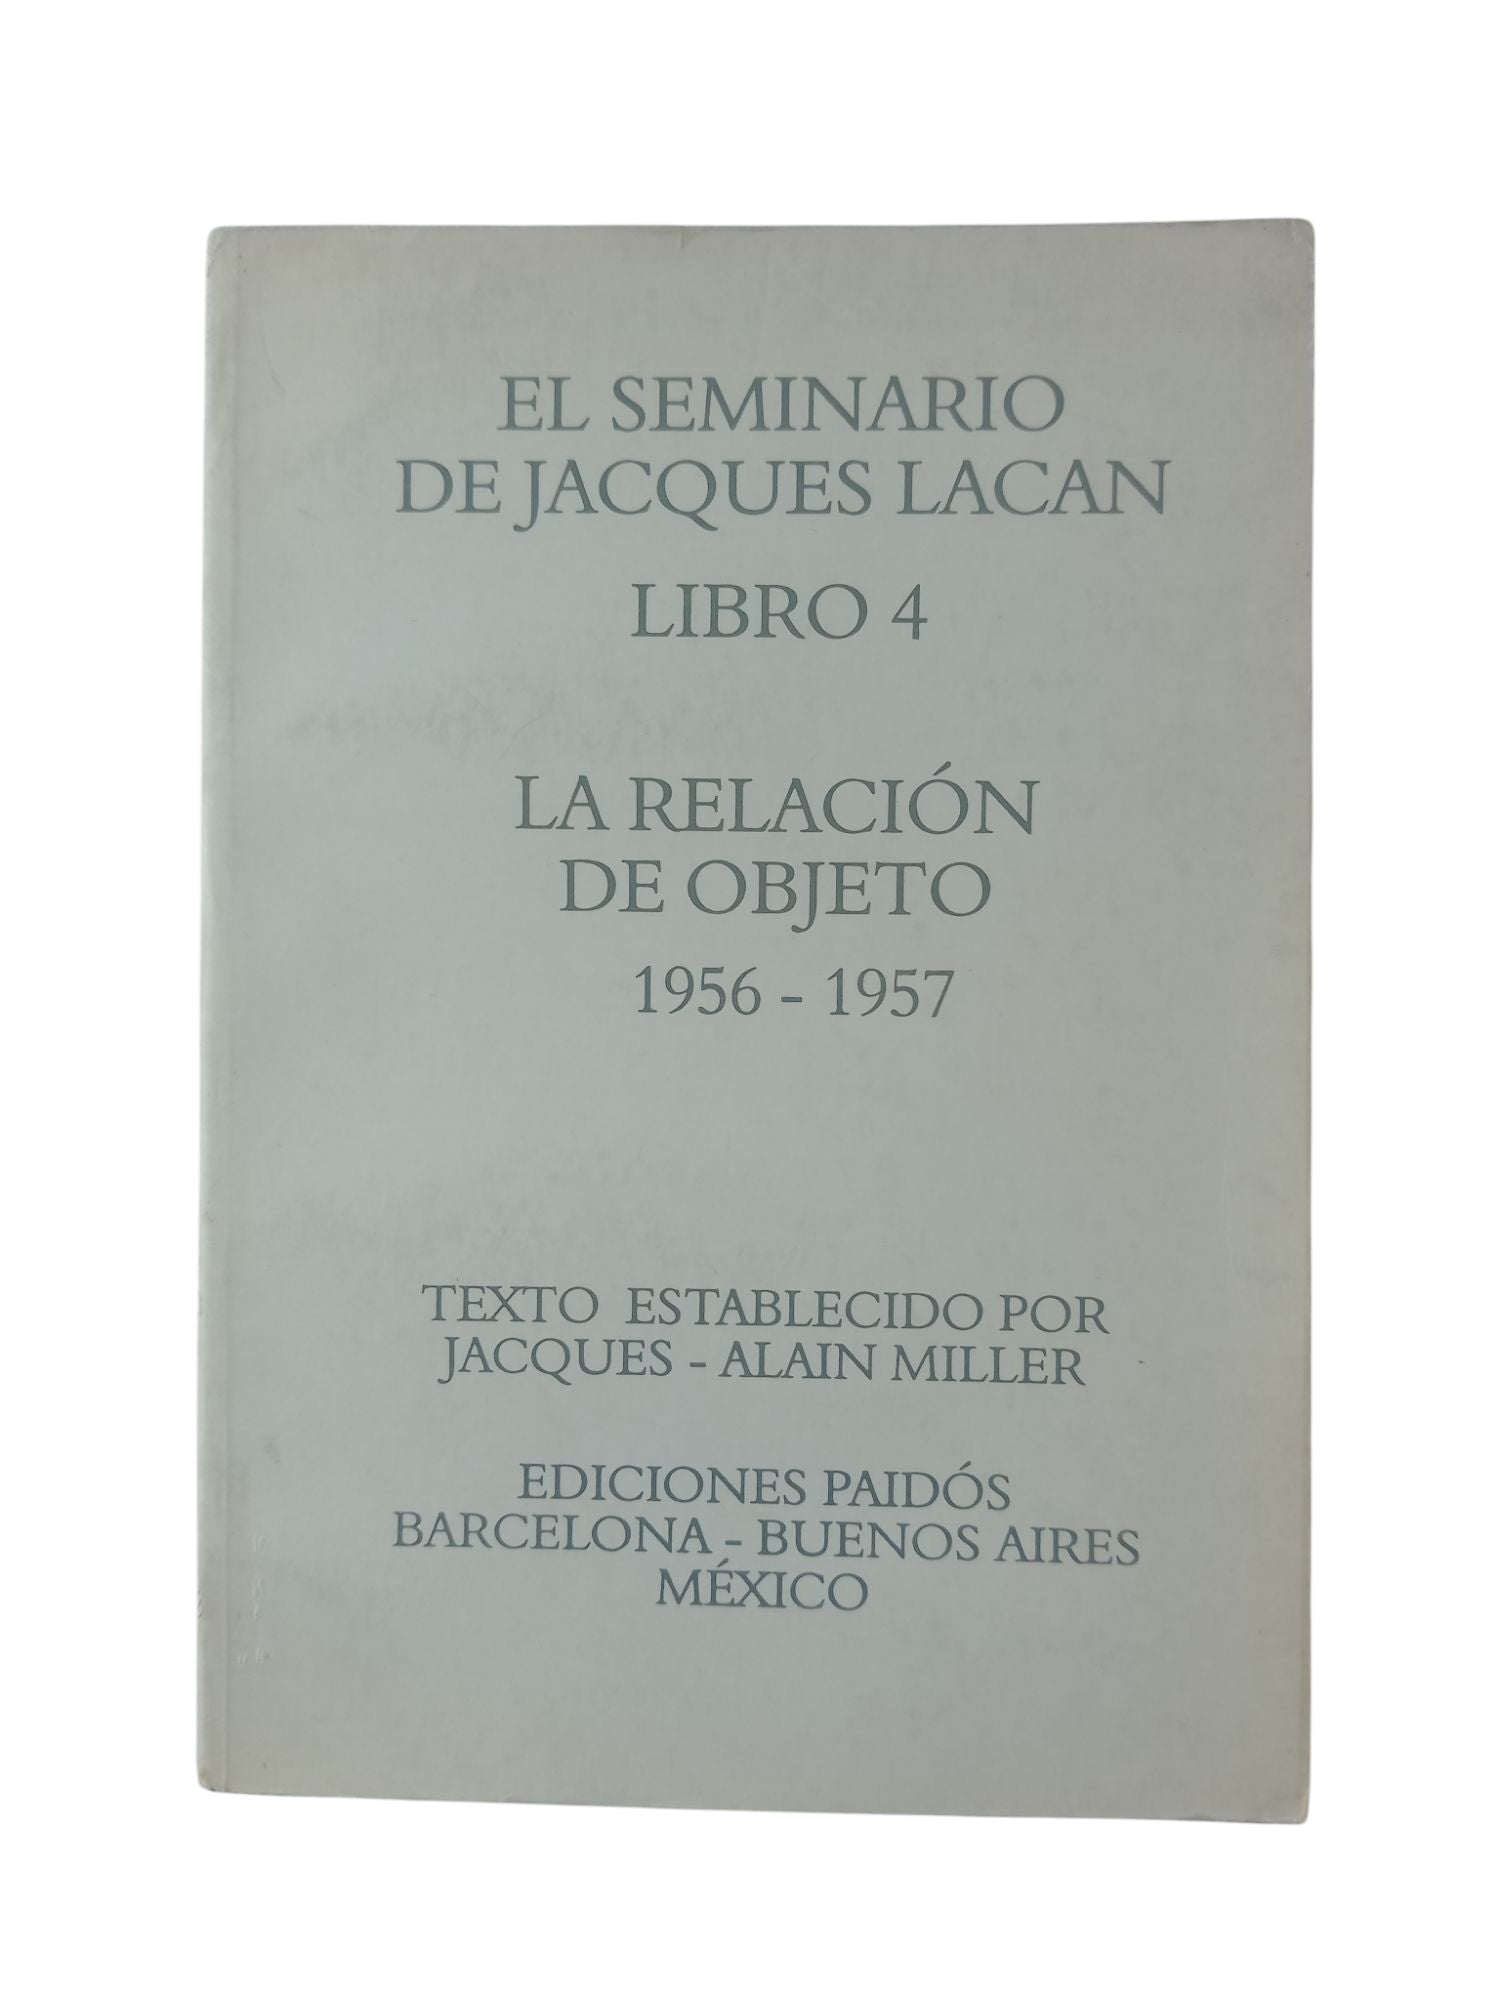 EL SEMINARIO
DE JACQUES LACAN
LIBRO 4
LA RELACIÓN
DE OBJETO
1956 - 1957
TEXTO ESTABLECIDO POR
JACQUES - ALAIN MILLER
EDICIONES PAIDÓS
BARCELONA - BUENOS AIRES
MÉXICO